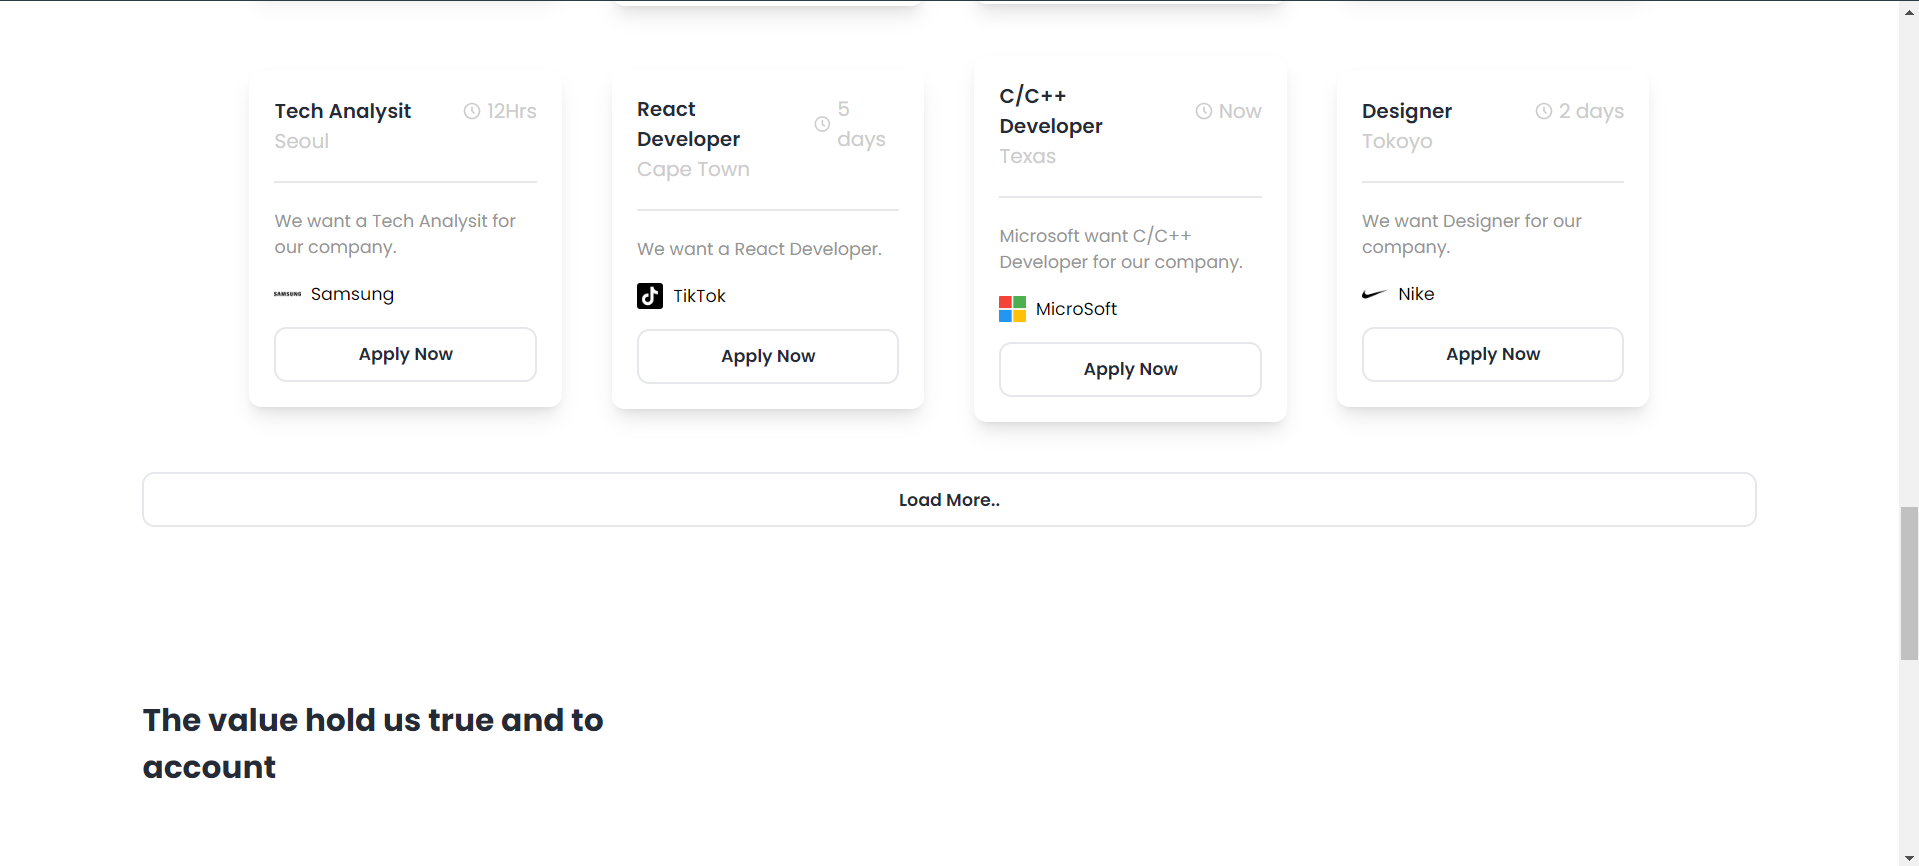 Tech Analysit
12Hrs
Seoul
We want a Tech Analysit for
our company.
SAMSUNG
Samsung
Apply Now
React
Developer
5
days
Cape Town
We want a React Developer.
TikTok
Apply Now
C/C++
Developer
Now
Texas
Microsoft want C/C++
Developer for our company.
MicroSoft
Apply Now
Designer
2 days
Tokoyo
We want Designer for our
company.
Nike
Apply Now
Load More..
The value hold us true and to
account